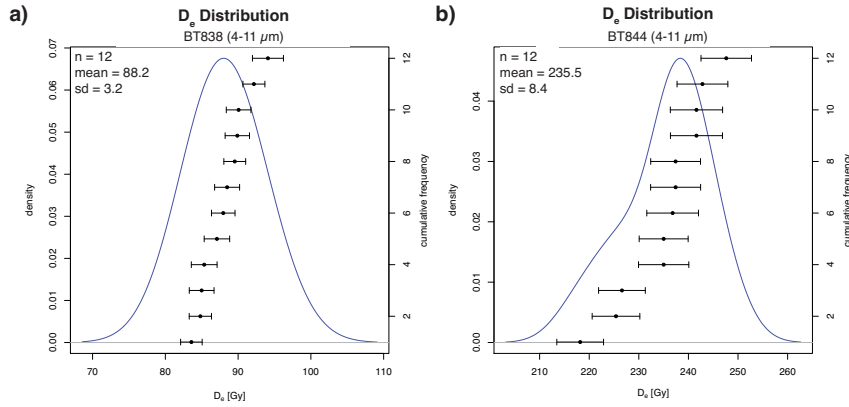 a)
D_e Distribution
BT838 (4-11 µm)
n = 12
mean = 88.2
sd = 3.2
density
0.07
0.06
0.05
0.04
0.03
0.02
0.01
0.00
cumulative frequency
12
10
8
6
4
2
70 80 90 100 110
D_e [Gy]
b)
D_e Distribution
BT844 (4-11 µm)
n = 12
mean = 235.5
sd = 8.4
density
0.04
0.03
0.02
0.01
0.00
cumulative frequency
12
10
8
6
4
2
210 220 230 240 250 260
D_e [Gy]